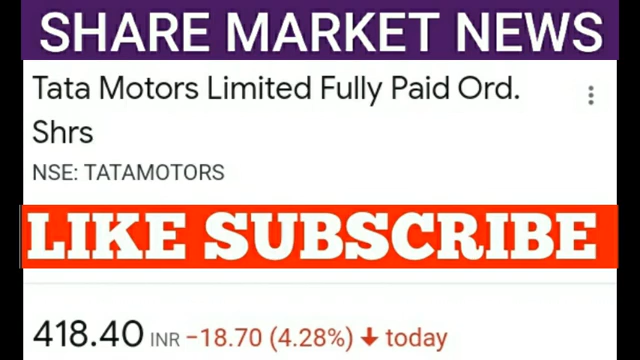 SHARE MARKET NEWS
Tata Motors Limited Fully Paid Ord.
Shrs
NSE: TATAMOTORS
LIKE SUBSCRIBE
418.40 INR −18.70 (4.28%) ↓ today